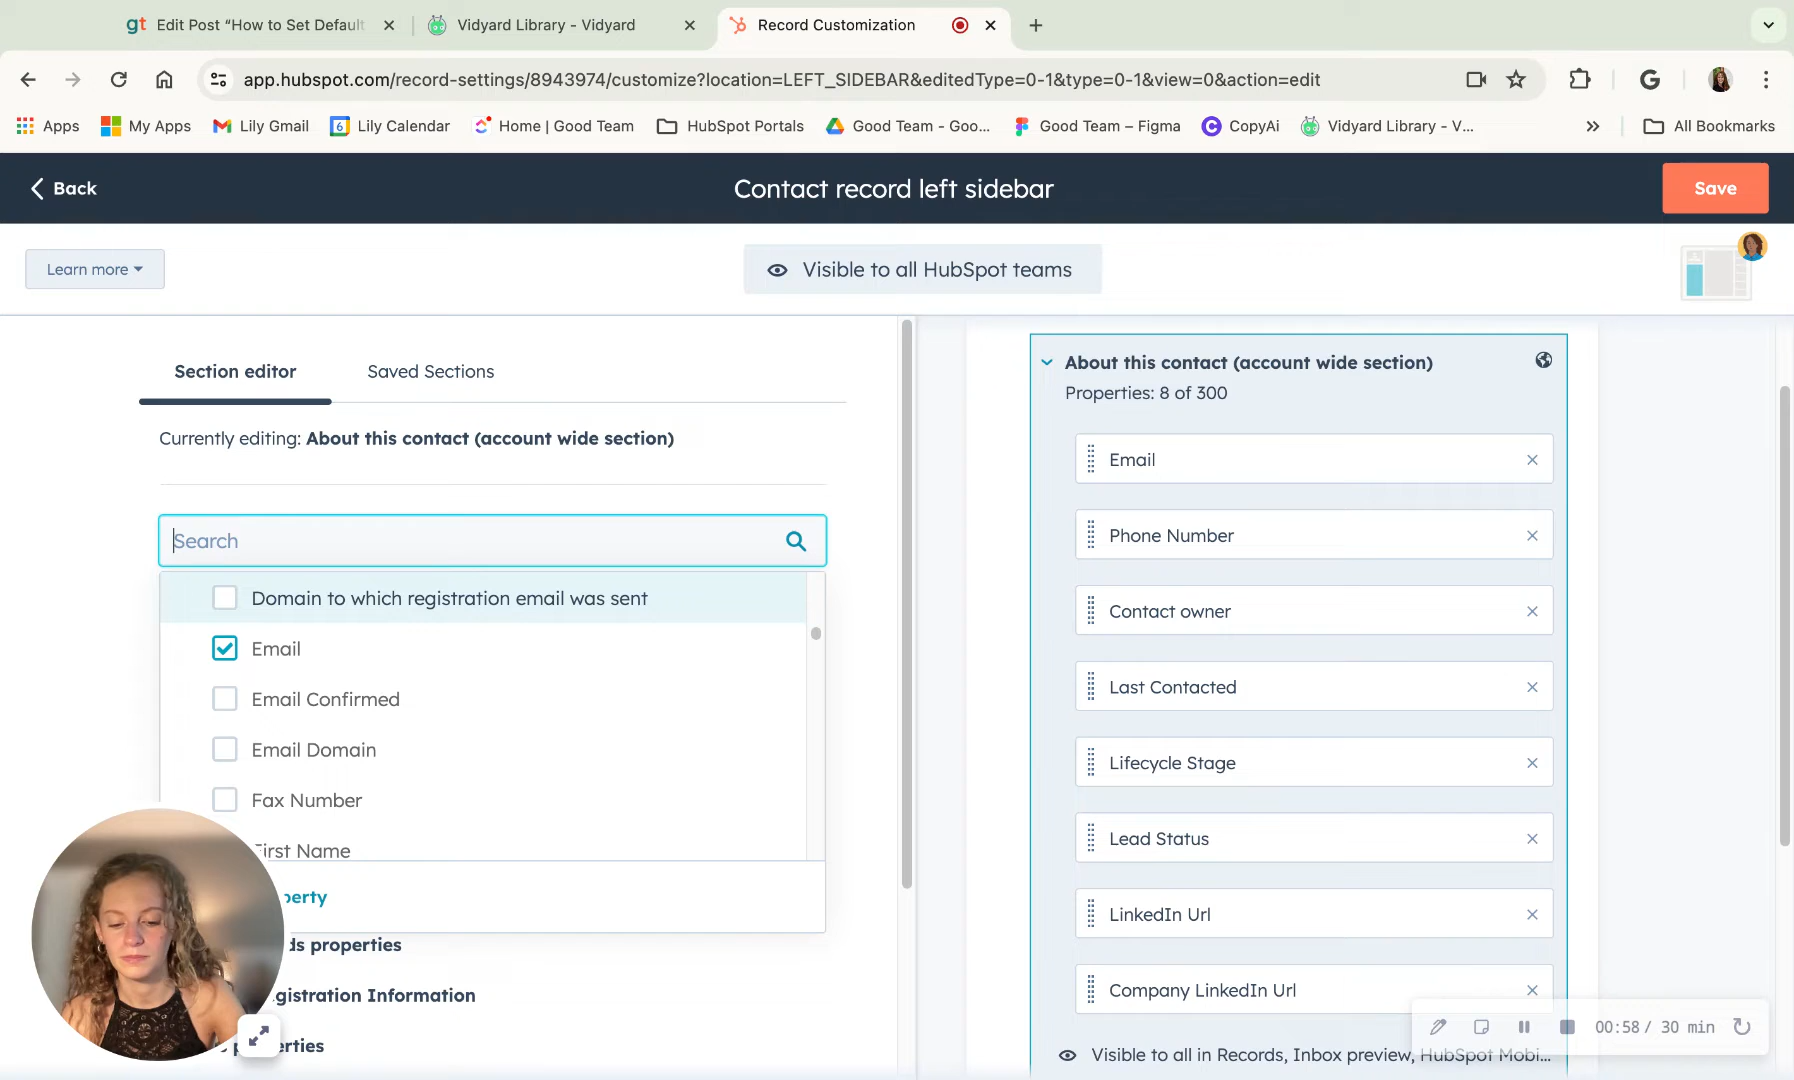 gt Edit Post “How to Set Default
Vidyard Library - Vidyard
Record Customization
app.hubspot.com/record-settings/8943974/customize?location=LEFT_SIDEBAR&editedType=0-1&type=0-1&view=0&action=edit
G
Apps
My Apps
Lily Gmail
6 Lily Calendar
Home | Good Team
HubSpot Portals
Good Team - Goo...
Good Team – Figma
C CopyAi
Vidyard Library - V...
All Bookmarks
Back
Contact record left sidebar
Save
Learn more
Visible to all HubSpot teams
Section editor
Saved Sections
Currently editing: About this contact (account wide section)
Search
Domain to which registration email was sent
Email
Email Confirmed
Email Domain
Fax Number
First Name
perty
ds properties
gistration Information
perties
About this contact (account wide section)
Properties: 8 of 300
Email
Phone Number
Contact owner
Last Contacted
Lifecycle Stage
Lead Status
LinkedIn Url
Company LinkedIn Url
Visible to all in Records, Inbox preview, HubSpot Mobi...
00:58 / 30 min